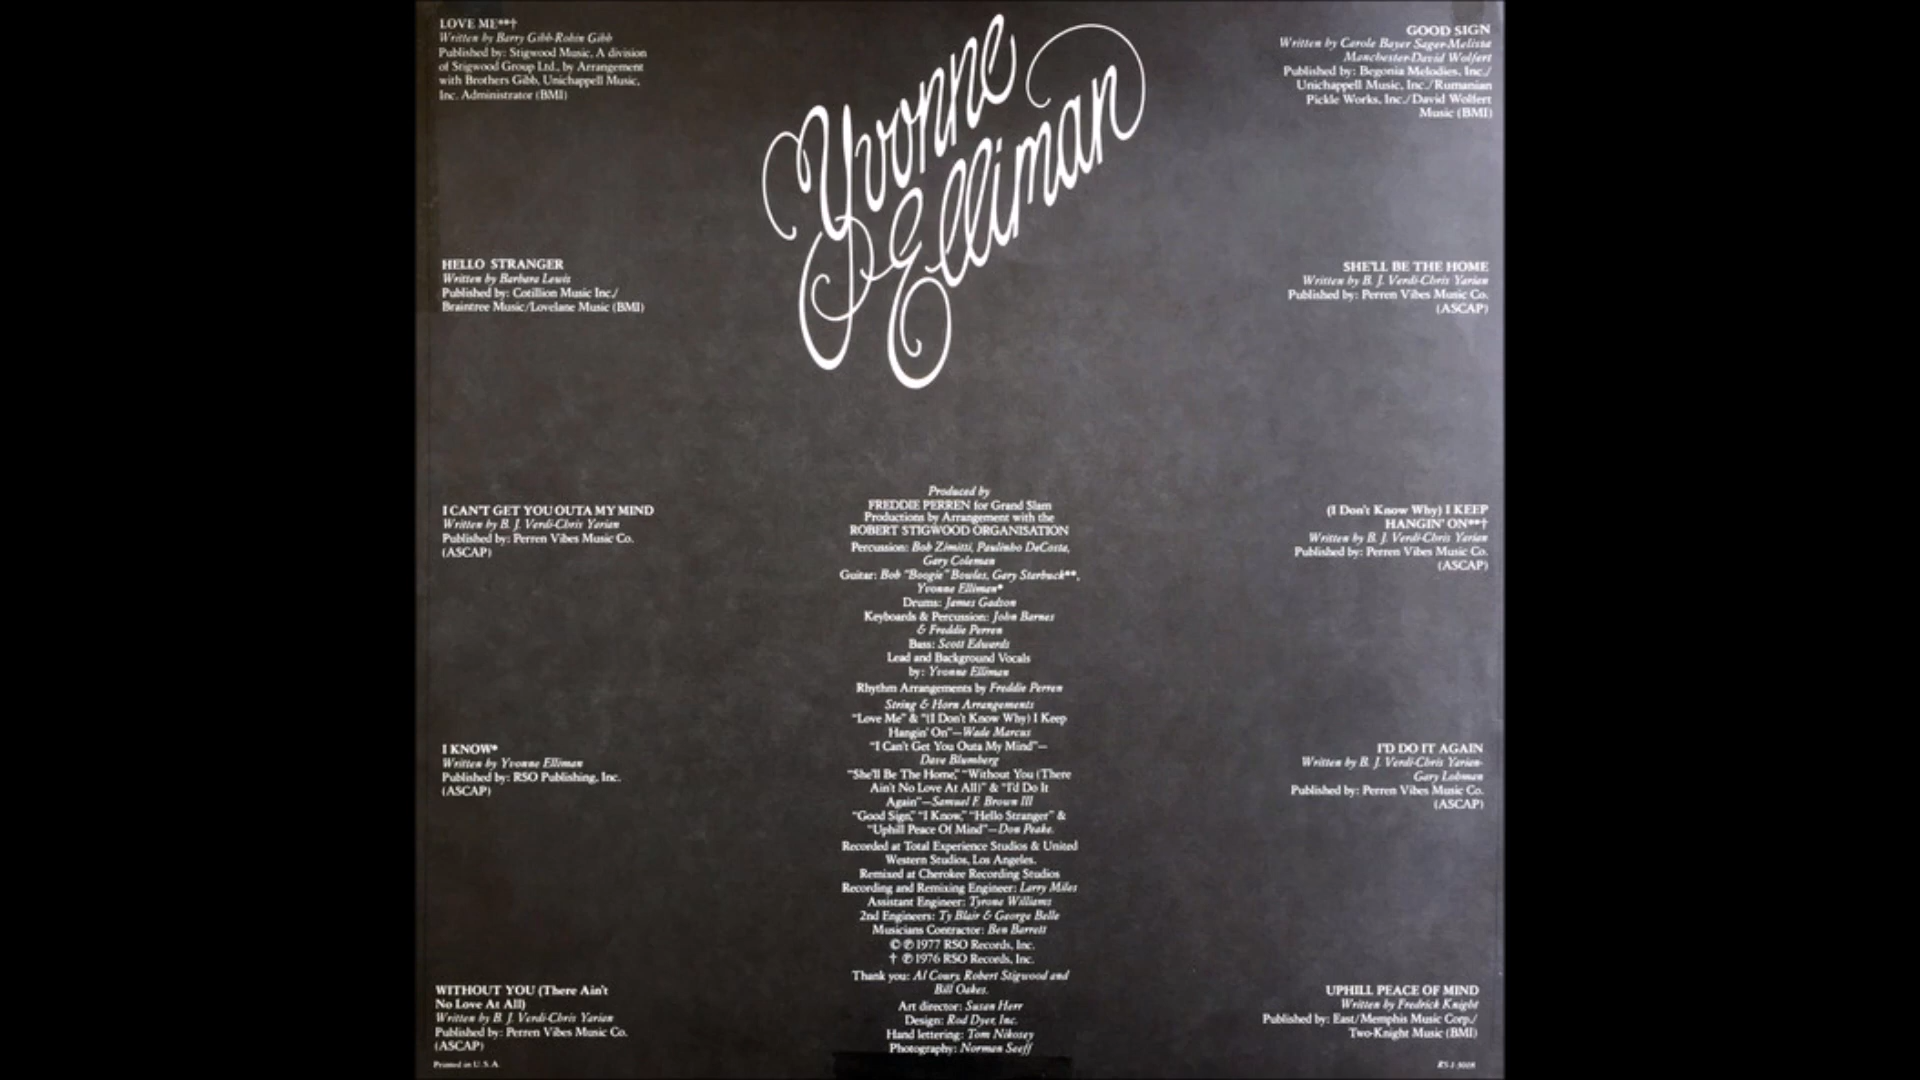 LOVE ME**†
Written by Barry Gibb-Robin Gibb
Published by: Stigwood Music, A division
of Stigwood Group Ltd., by Arrangement
with Brothers Gibb, Unichappell Music,
Inc. Administrator (BMI)
HELLO STRANGER
Written by Barbara Lewis
Published by: Cotillion Music Inc./
Braintree Music/Lovelane Music (BMI)
I CAN'T GET YOU OUTA MY MIND
Written by B. J. Verdi-Chris Yarian
Published by: Perren Vibes Music Co.
(ASCAP)
I KNOW*
Written by Yvonne Elliman
Published by: RSO Publishing, Inc.
(ASCAP)
WITHOUT YOU (There Ain't
No Love At All)
Written by B. J. Verdi-Chris Yarian
Published by: Perren Vibes Music Co.
(ASCAP)
Printed in U.S.A.
Yvonne
Elliman
Produced by
FREDDIE PERREN for Grand Slam
Productions by Arrangement with the
ROBERT STIGWOOD ORGANISATION
Percussion: Bob Zimitti, Paulinho DaCosta,
Gary Coleman
Guitar: Bob "Boogie" Bowles, Gary Starbuck**,
Yvonne Elliman*
Drums: James Gadson
Keyboards & Percussion: John Barnes
& Freddie Perren
Bass: Scott Edwards
Lead and Background Vocals
by: Yvonne Elliman
Rhythm Arrangements by Freddie Perren
String & Horn Arrangements
"Love Me" & "(I Don't Know Why) I Keep
Hangin' On"—Wade Marcus
"I Can't Get You Outa My Mind"—
Dave Blumberg
"She'll Be The Home," "Without You (There
Ain't No Love At All)" & "I'd Do It
Again"—Samuel F. Brown III
"Good Sign," "I Know," "Hello Stranger" &
"Uphill Peace Of Mind"—Don Peake.
Recorded at Total Experience Studios & United
Western Studios, Los Angeles.
Remixed at Cherokee Recording Studios
Recording and Remixing Engineer: Larry Miles
Assistant Engineer: Tyrone Williams
2nd Engineers: Ty Blair & George Belle
Musicians Contractor: Ben Barrett
© ℗ 1977 RSO Records, Inc.
† ℗ 1976 RSO Records, Inc.
Thank you: Al Coury, Robert Stigwood and
Bill Oakes.
Art director: Susan Herr
Design: Rod Dyer, Inc.
Hand lettering: Tom Nikosey
Photography: Norman Seeff
GOOD SIGN
Written by Carole Bayer Sager-Melissa
Manchester-David Wolfert
Published by: Begonia Melodies, Inc./
Unichappell Music, Inc./Rumanian
Pickle Works, Inc./David Wolfert
Music (BMI)
SHE'LL BE THE HOME
Written by B. J. Verdi-Chris Yarian
Published by: Perren Vibes Music Co.
(ASCAP)
(I Don't Know Why) I KEEP
HANGIN' ON**†
Written by B. J. Verdi-Chris Yarian
Published by: Perren Vibes Music Co.
(ASCAP)
I'D DO IT AGAIN
Written by B. J. Verdi-Chris Yarian-
Gary Lohman
Published by: Perren Vibes Music Co.
(ASCAP)
UPHILL PEACE OF MIND
Written by Fredrick Knight
Published by: East/Memphis Music Corp./
Two-Knight Music (BMI)
RS-1-3018